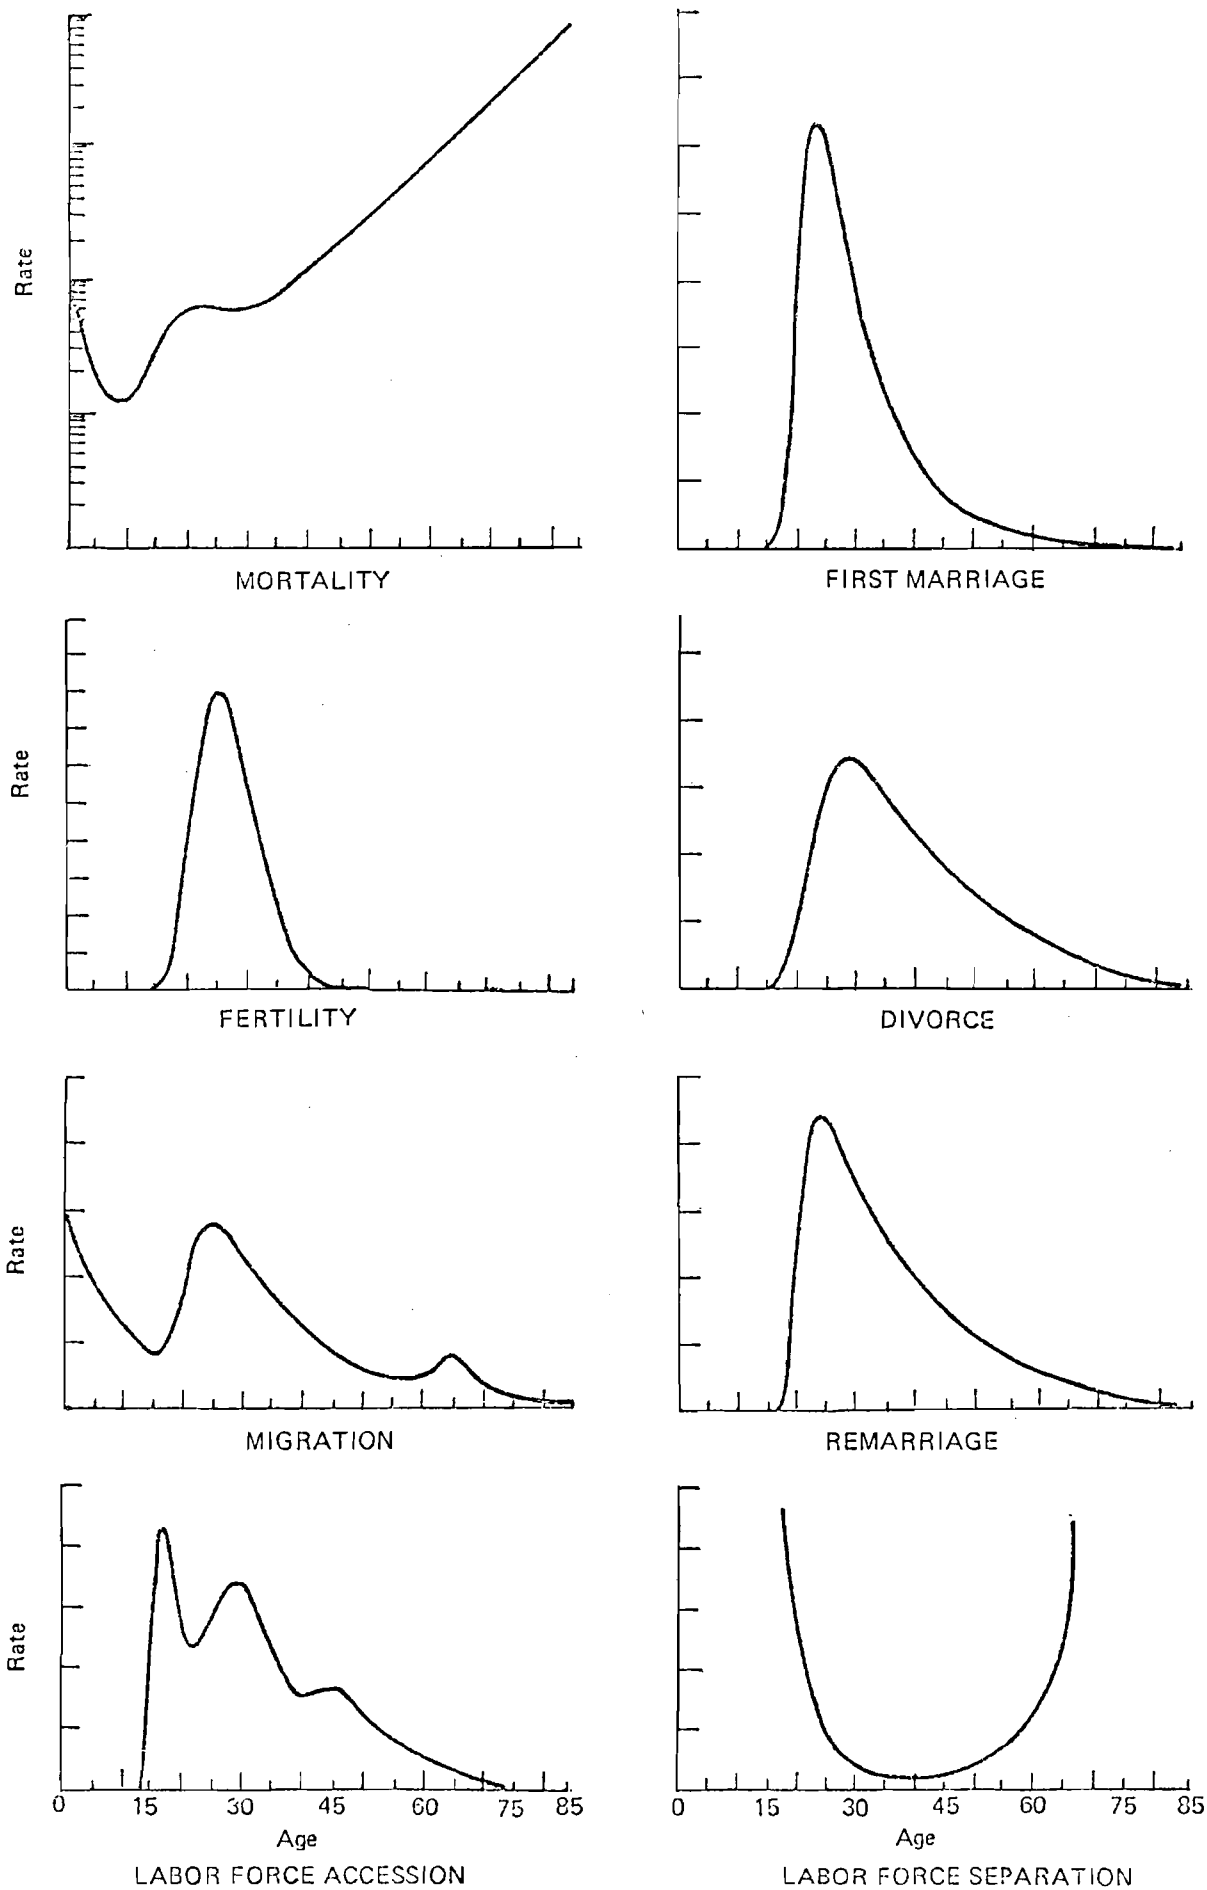 Rate
MORTALITY
FIRST MARRIAGE
Rate
FERTILITY
DIVORCE
Rate
MIGRATION
REMARRIAGE
Rate
0 15 30 45 60 75 85
Age
LABOR FORCE ACCESSION
0 15 30 45 60 75 85
Age
LABOR FORCE SEPARATION